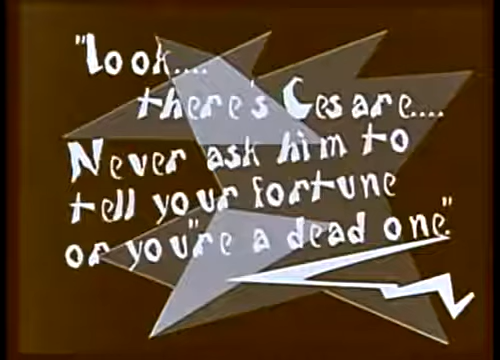 "Look....
there's Cesare....
Never ask him to
tell your fortune
or you"re a dead one."